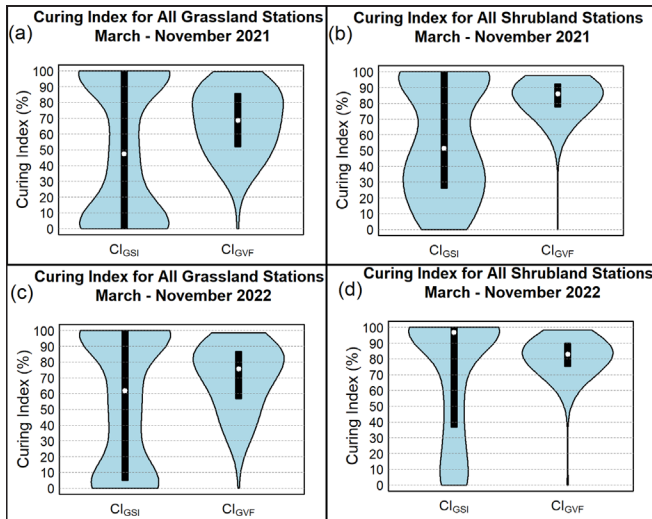 (a)
Curing Index for All Grassland Stations
March - November 2021
Curing Index (%)
100
90
80
70
60
50
40
30
20
10
0
CIGSI
CIGVF
(b)
Curing Index for All Shrubland Stations
March - November 2021
Curing Index (%)
100
90
80
70
60
50
40
30
20
10
0
CIGSI
CIGVF
(c)
Curing Index for All Grassland Stations
March - November 2022
Curing Index (%)
100
90
80
70
60
50
40
30
20
10
0
CIGSI
CIGVF
(d)
Curing Index for All Shrubland Stations
March - November 2022
Curing Index (%)
100
90
80
70
60
50
40
30
20
10
0
CIGSI
CIGVF